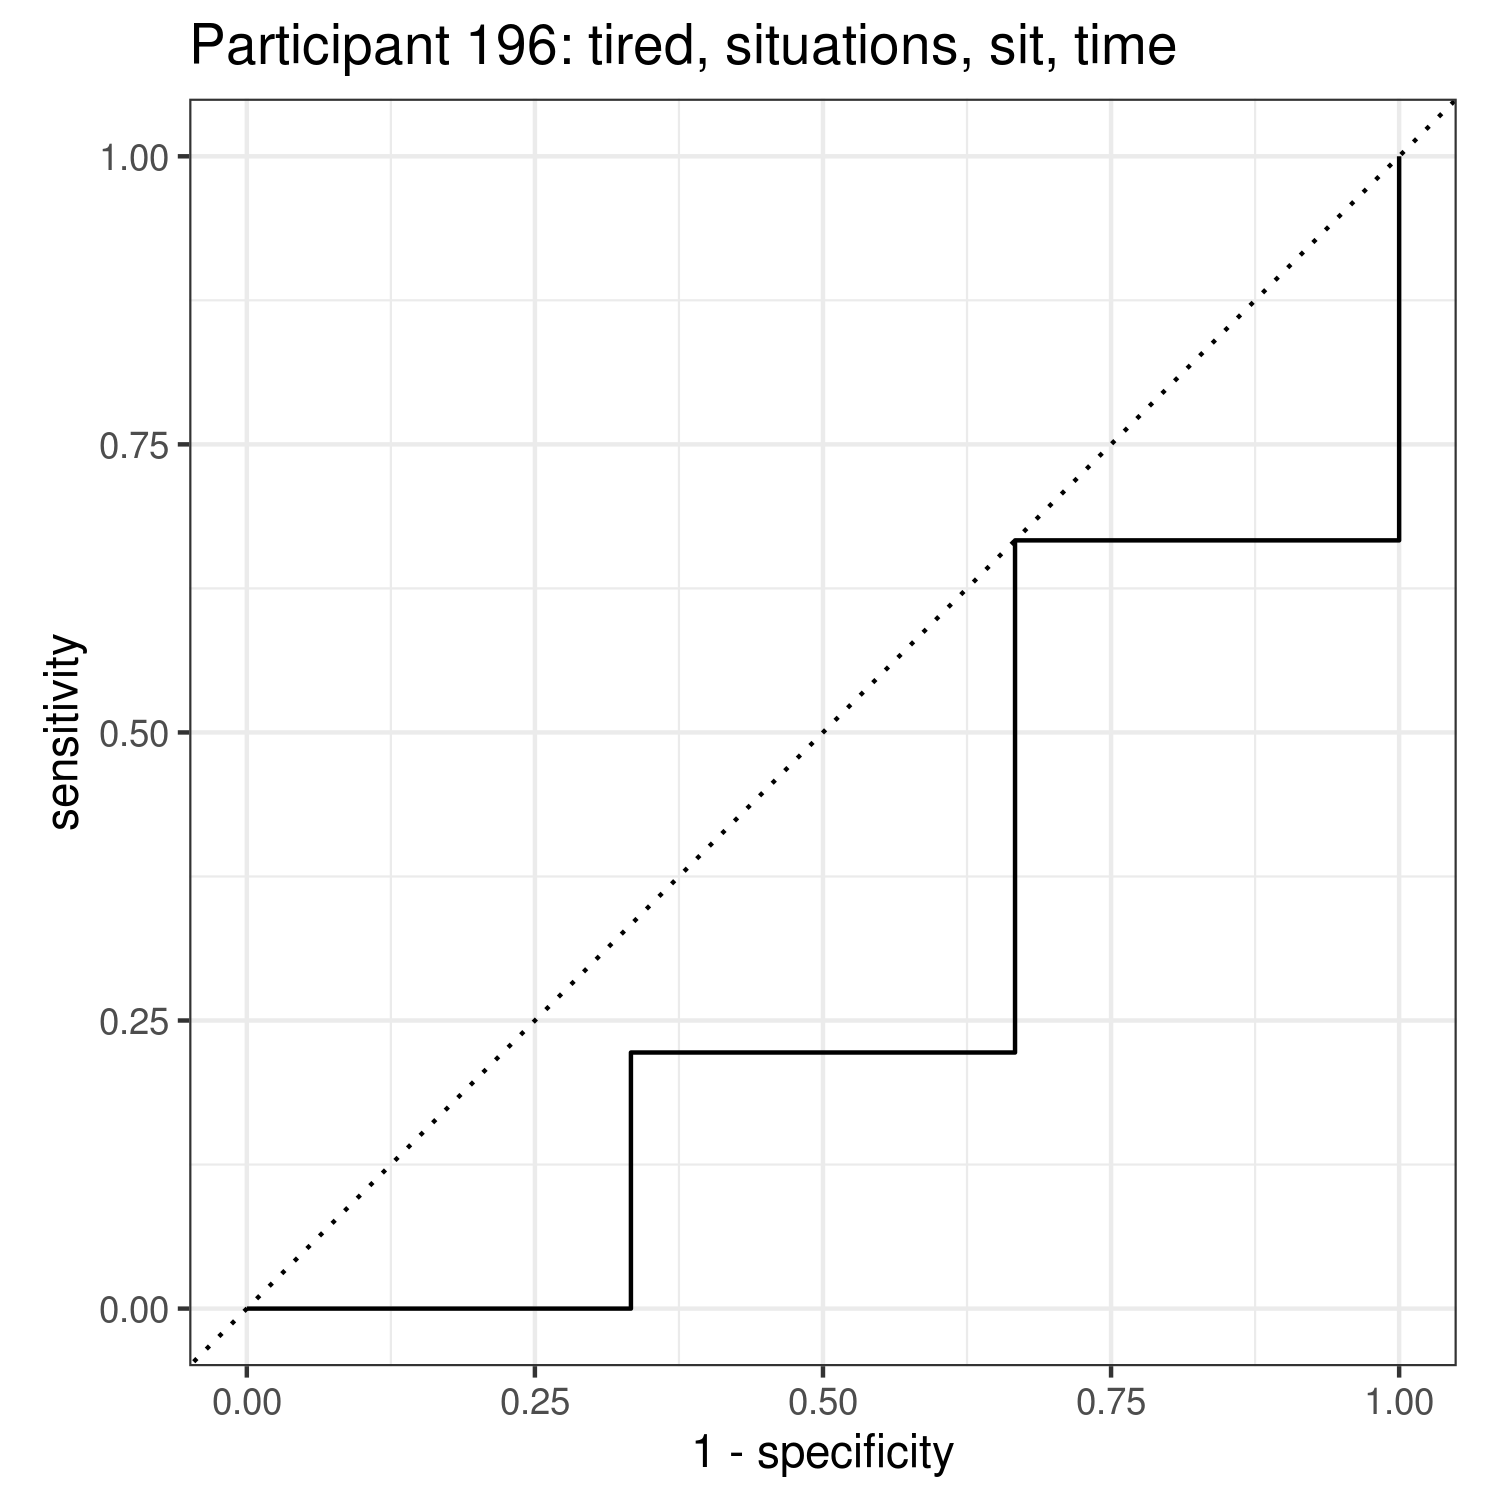 Participant 196: tired, situations, sit, time
1.00
0.75
0.50
0.25
0.00
sensitivity
0.00 0.25 0.50 0.75 1.00
1 - specificity